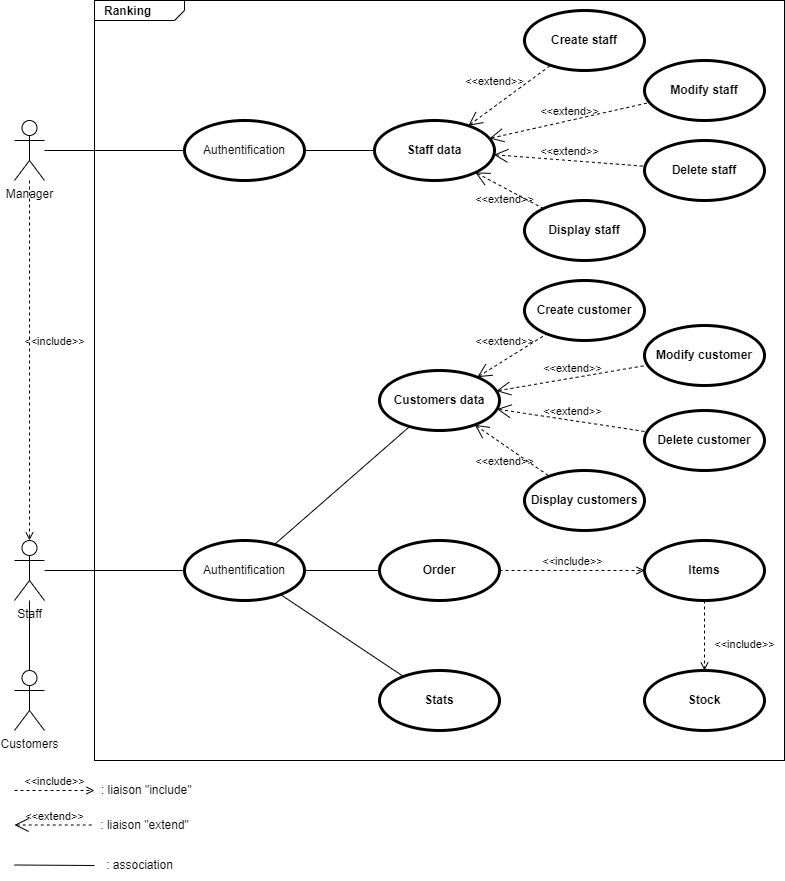 Ranking
Create staff
<<extend>>
Modify staff
<<extend>>
Authentification
Staff data
<<extend>>
Delete staff
Manager
<<extend>>
Display staff
Create customer
<<include>>
<<extend>>
Modify customer
<<extend>>
Customers data
<<extend>>
Delete customer
<<extend>>
Display customers
<<include>>
Authentification
Order
Items
Staff
<<include>>
Stats
Stock
Customers
<<include>>
: liaison "include"
<<extend>>
: liaison "extend"
: association